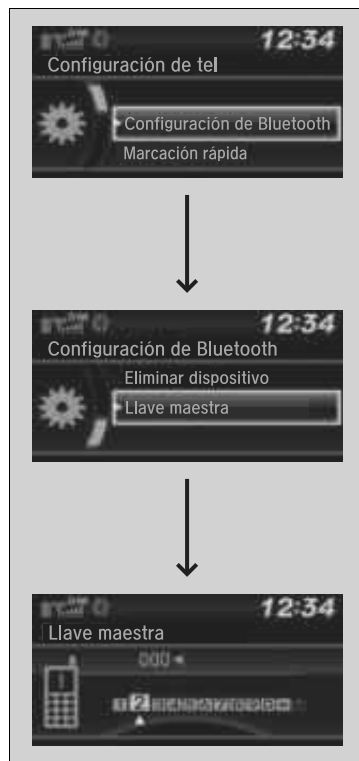 12:34
Configuración de tel
Configuración de Bluetooth
Marcación rápida
12:34
Configuración de Bluetooth
Eliminar dispositivo
Llave maestra
12:34
Llave maestra
000
2